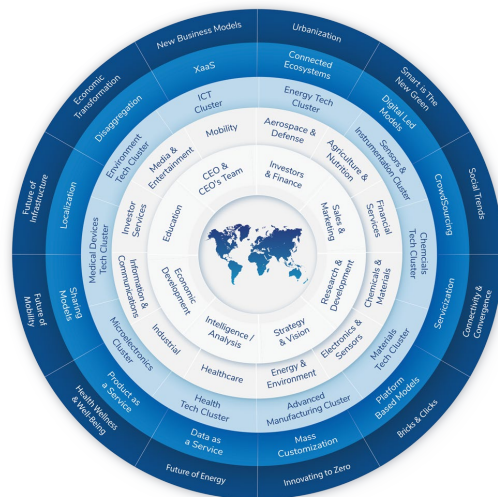 New Business Models
Urbanization
Smart is The
New Green
Social Trends
Connectivity &
Convergence
Bricks & Clicks
Innovating to Zero
Future of Energy
Health Wellness
& Well-Being
Future of
Mobility
Future of
Infrastructure
Economic
Transformation
XaaS
Connected
Ecosystems
Digital Led
Models
CrowdSourcing
Servicization
Platform
Based Models
Mass
Customization
Data as
a Service
Product as
a Service
Sharing
Models
Localization
Disaggregation
ICT
Cluster
Energy Tech
Cluster
Sensors &
Instrumentation Cluster
Chemcials
Tech Cluster
Materials
Tech Cluster
Advanced
Manufacturing Cluster
Health
Tech Cluster
Microelectronics
Cluster
Medical Devices
Tech Cluster
Environment
Tech Cluster
Mobility
Aerospace &
Defense
Agriculture &
Nutrition
Financial
Services
Chemicals &
Materials
Electronics &
Sensors
Energy &
Environment
Healthcare
Industrial
Information &
Communications
Investor
Services
Education
Media &
Entertainment
CEO &
CEO's Team
Investors
& Finance
Sales &
Marketing
Research &
Development
Strategy
& Vision
Intelligence /
Analysis
Economic
Development